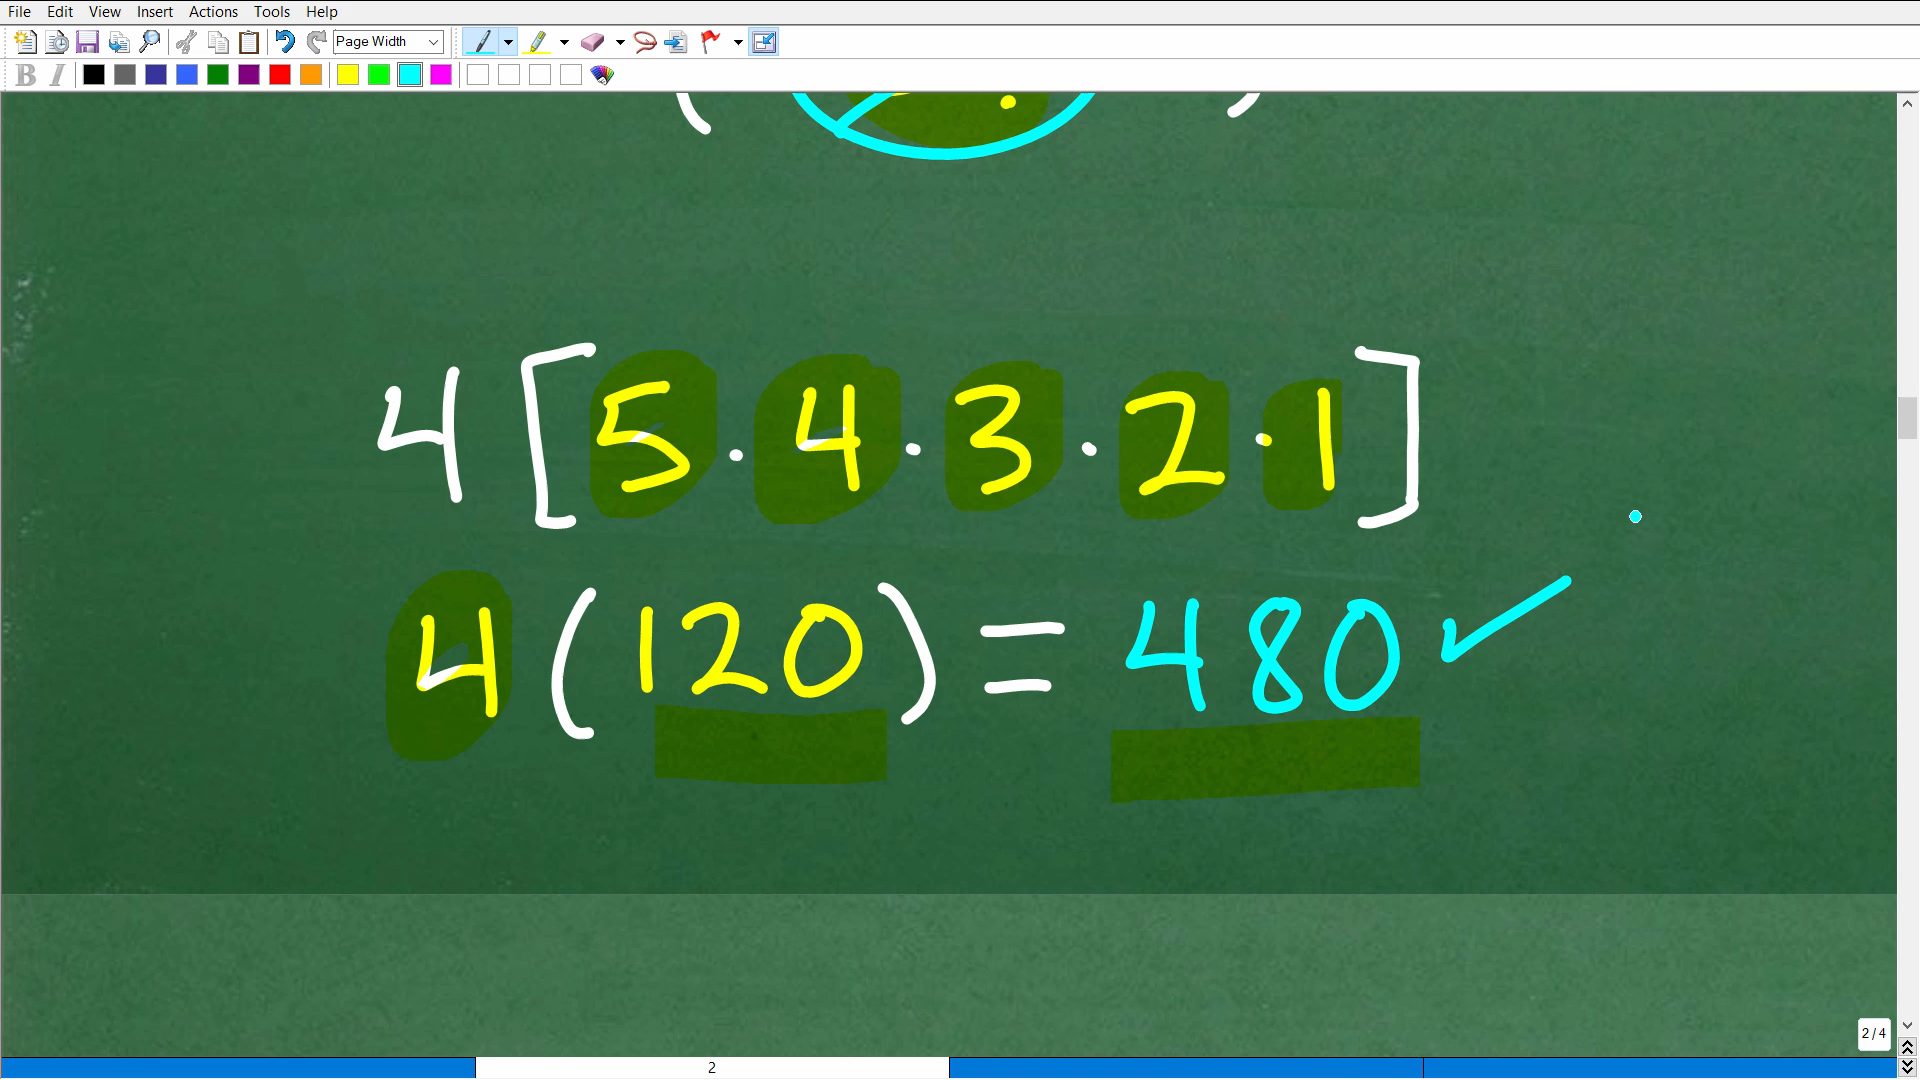 File Edit View Insert Actions Tools Help
Page Width
B I
4 [ 5 · 4 · 3 · 2 · 1 ]
4 ( 120 ) = 480 ✓
2 / 4
2